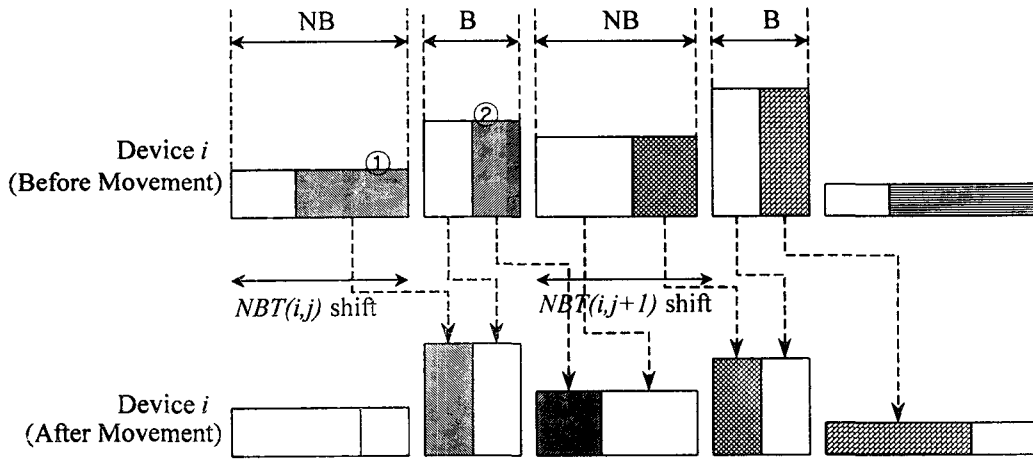 NB B NB B
① ②
Device i
(Before Movement)
NBT(i,j) shift NBT(i,j+1) shift
Device i
(After Movement)